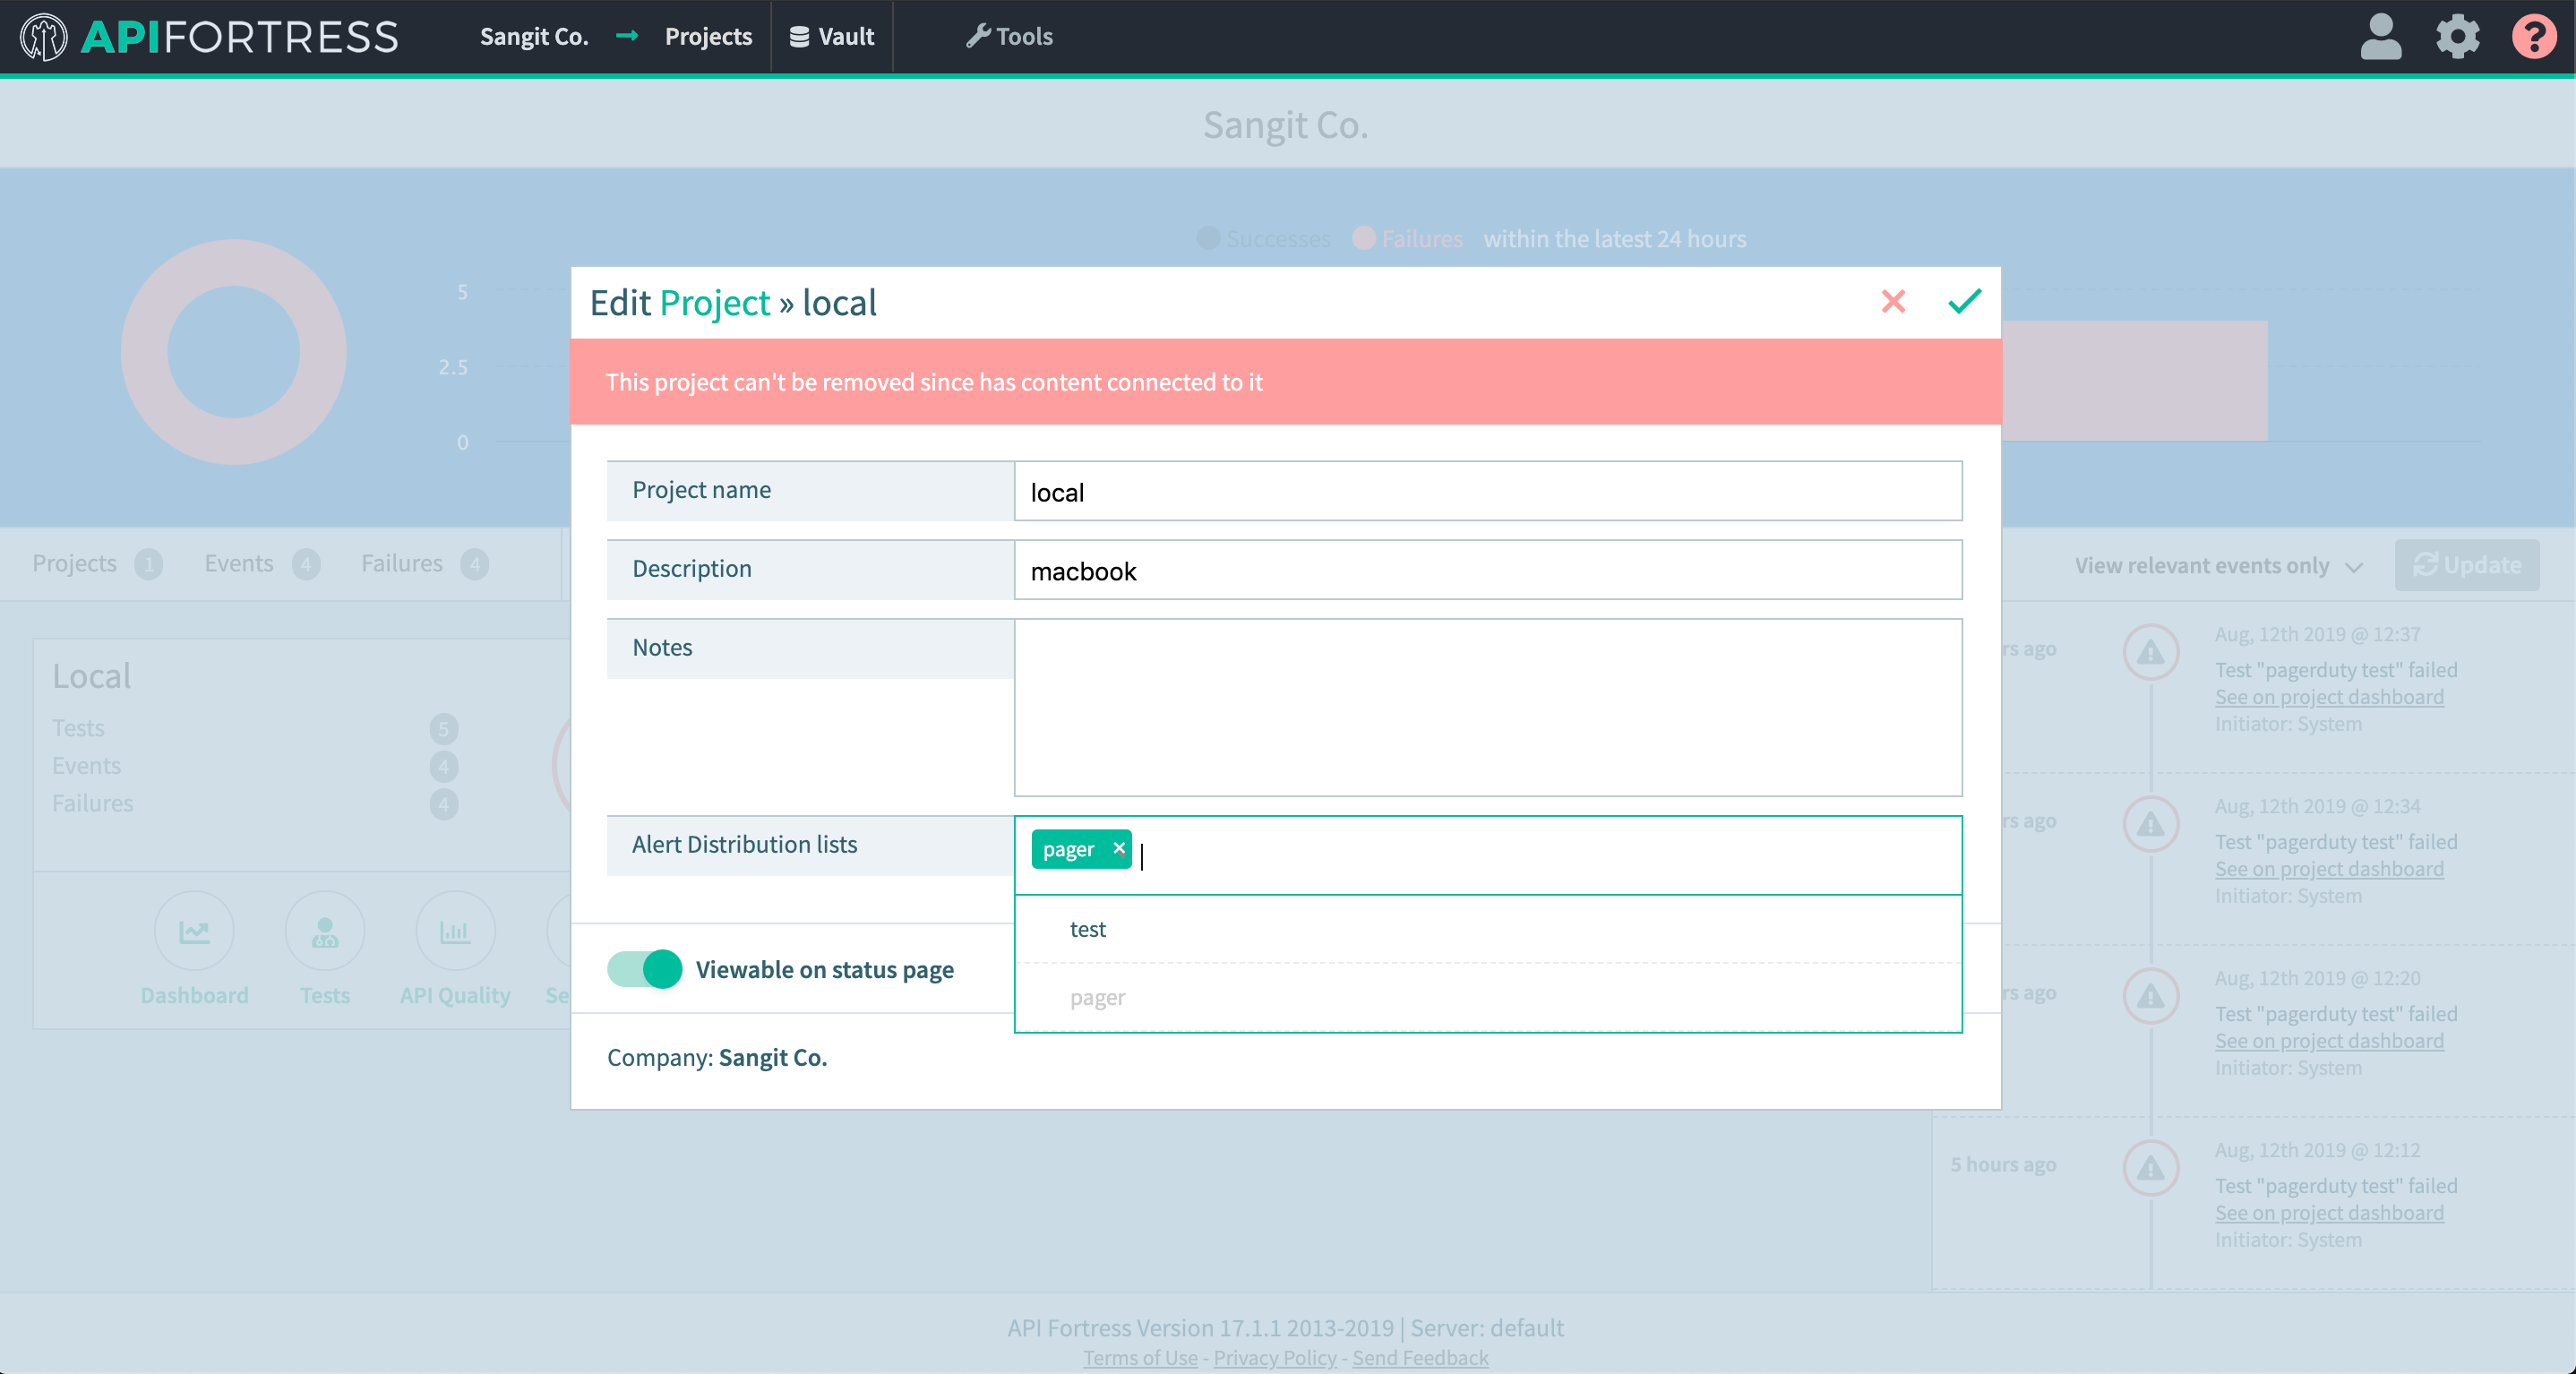 APIFORTRESS Sangit Co. → Projects Vault Tools ?
Sangit Co.
Successes Failures within the latest 24 hours
5
2.5
0
Edit Project » local
This project can't be removed since has content connected to it
Project name local
Description macbook
Notes
Alert Distribution lists pager ×
test
pager
Viewable on status page
Company: Sangit Co.
Projects 1 Events 4 Failures 4
View relevant events only Update
Local
Tests 5
Events 4
Failures 4
Dashboard Tests API Quality Se
rs ago Aug, 12th 2019 @ 12:37
Test "pagerduty test" failed
See on project dashboard
Initiator: System
rs ago Aug, 12th 2019 @ 12:34
Test "pagerduty test" failed
See on project dashboard
Initiator: System
rs ago Aug, 12th 2019 @ 12:20
Test "pagerduty test" failed
See on project dashboard
Initiator: System
5 hours ago Aug, 12th 2019 @ 12:12
Test "pagerduty test" failed
See on project dashboard
Initiator: System
API Fortress Version 17.1.1 2013-2019 | Server: default
Terms of Use - Privacy Policy - Send Feedback